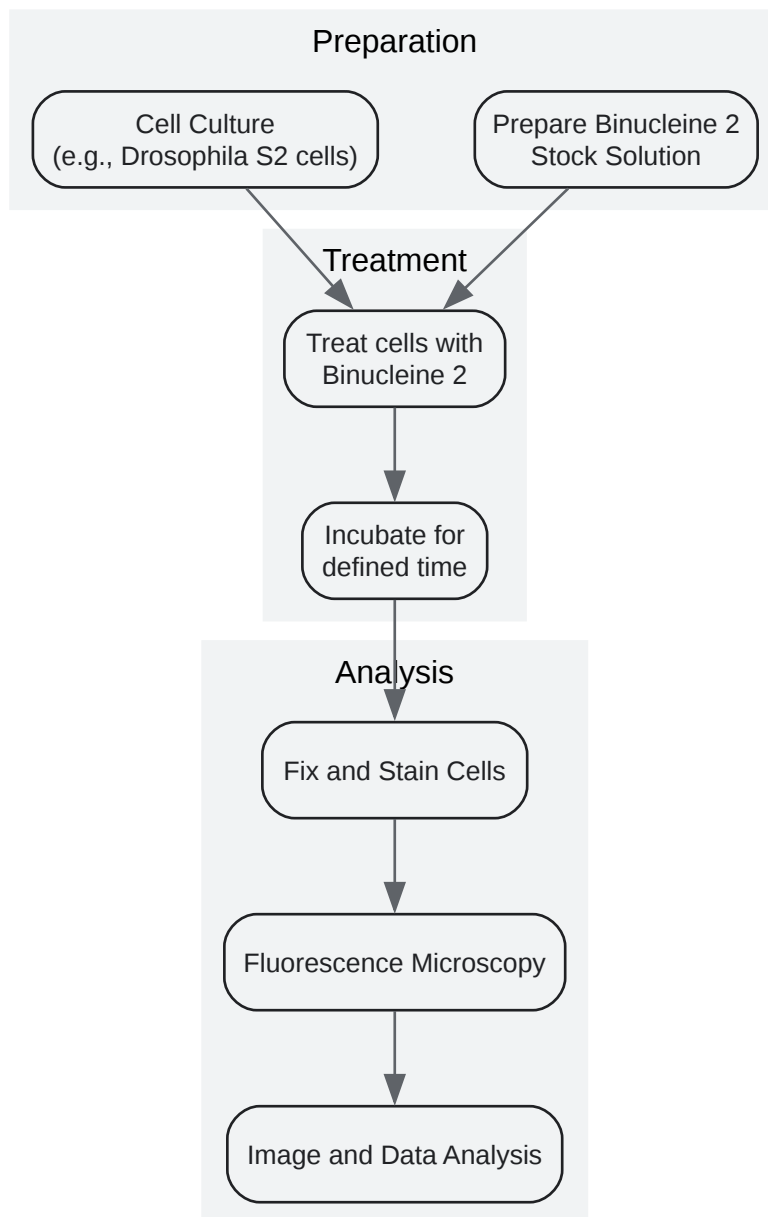 Preparation
Cell Culture
(e.g., Drosophila S2 cells)
Prepare Binucleine 2
Stock Solution
Treatment
Treat cells with
Binucleine 2
Incubate for
defined time
Analysis
Fix and Stain Cells
Fluorescence Microscopy
Image and Data Analysis